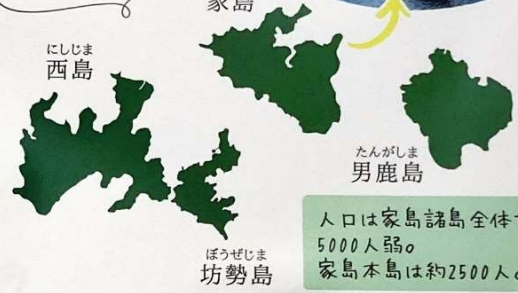 家島
にしじま
西島
たんがしま
男鹿島
ぼうぜじま
坊勢島
人口は家島諸島全体で
5000人弱。
家島本島は約2500人。